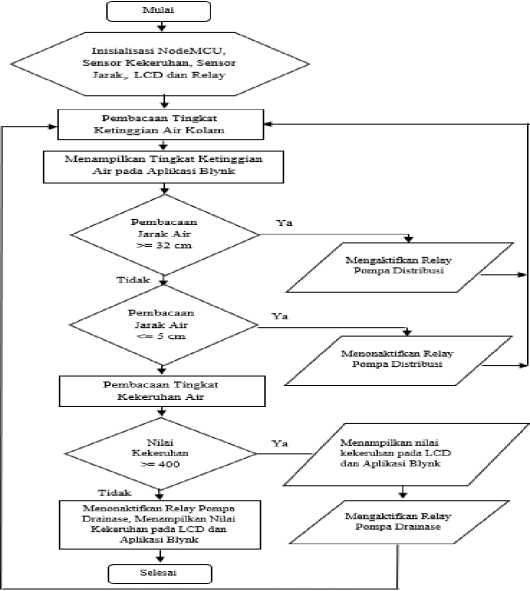 Mulai
Inisialisasi NodeMCU,
Sensor Kekeruhan, Sensor
Jarak,, LCD dan Relay
Pembacaan Tingkat
Ketinggian Air Kolam
Menampilkan Tingkat Ketinggian
Air pada Aplikasi Blynk
Pembacaan
Jarak Air
>= 32 cm
Ya
Mengaktifkan Relay
Pompa Distribusi
Tidak
Pembacaan
Jarak Air
<= 5 cm
Ya
Menonaktifkan Relay
Pompa Distribusi
Pembacaan Tingkat
Kekeruhan Air
Nilai
Kekeruhan
>= 400
Ya
Menampilkan nilai
kekeruhan pada LCD
dan Aplikasi Blynk
Tidak
Menonaktifkan Relay Pompa
Drainase, Menampilkan Nilai
Kekeruhan pada LCD dan
Aplikasi Blynk
Mengaktifkan Relay
Pompa Drainase
Selesai